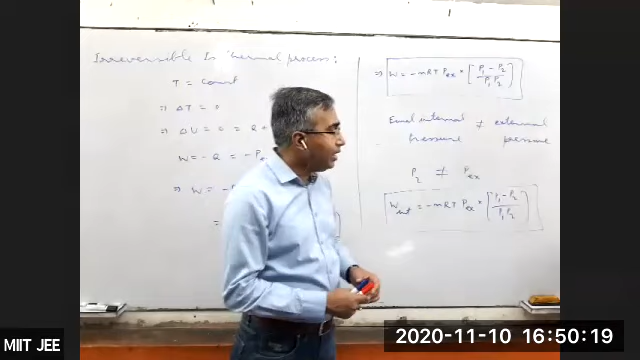 Irreversible Isothermal process:
T = const
⇒ ΔT = 0
⇒ ΔU = 0 = Q +
W = -Q = -P
⇒ W = -P
=
⇒ W = -nRT Pex × [P1 - P2 / P1 P2]
Final internal ≠ external
pressure pressure
P2 ≠ Pex
W int = -nRT Pex × [P1 - P2 / P1 P2]
MIIT JEE
2020-11-10 16:50:19